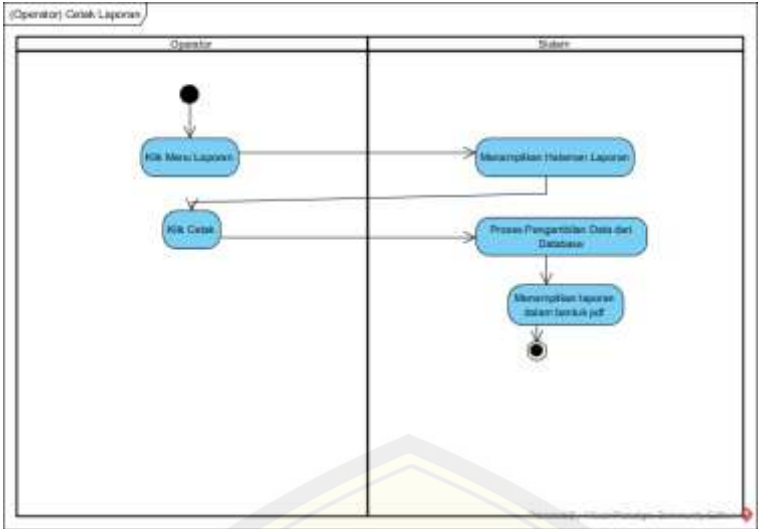 (Operator) Cetak Laporan
Operator
Sistem
Klik Menu Laporan
Menampilkan Halaman Laporan
Klik Cetak
Proses Pengambilan Data dari
Database
Menampilkan laporan
dalam bentuk pdf